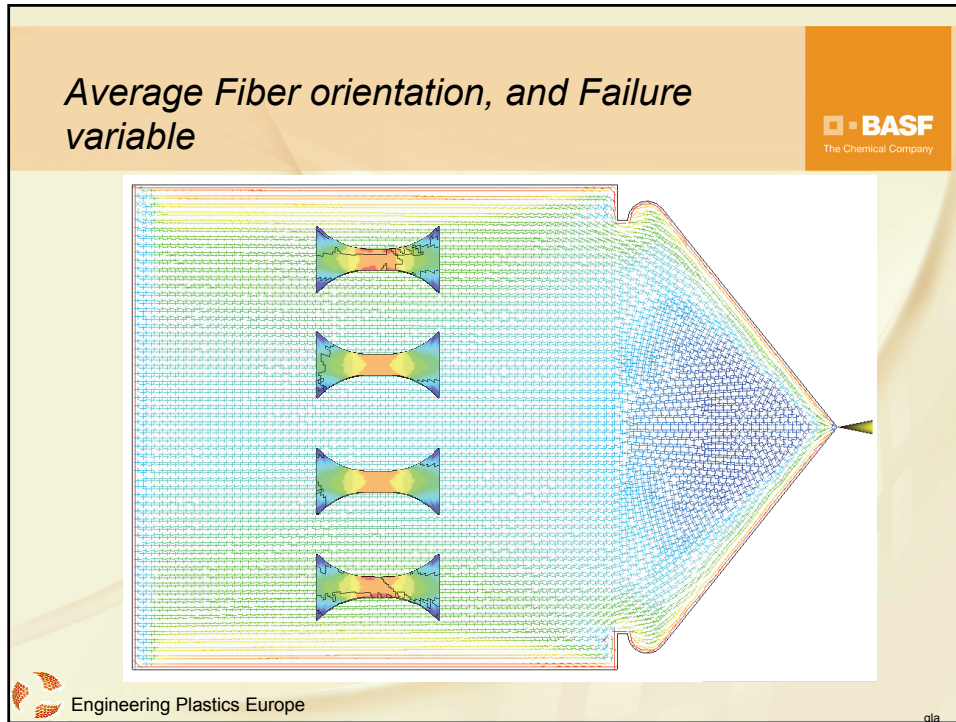 Average Fiber orientation, and Failure
variable
BASF
The Chemical Company
Engineering Plastics Europe
gla